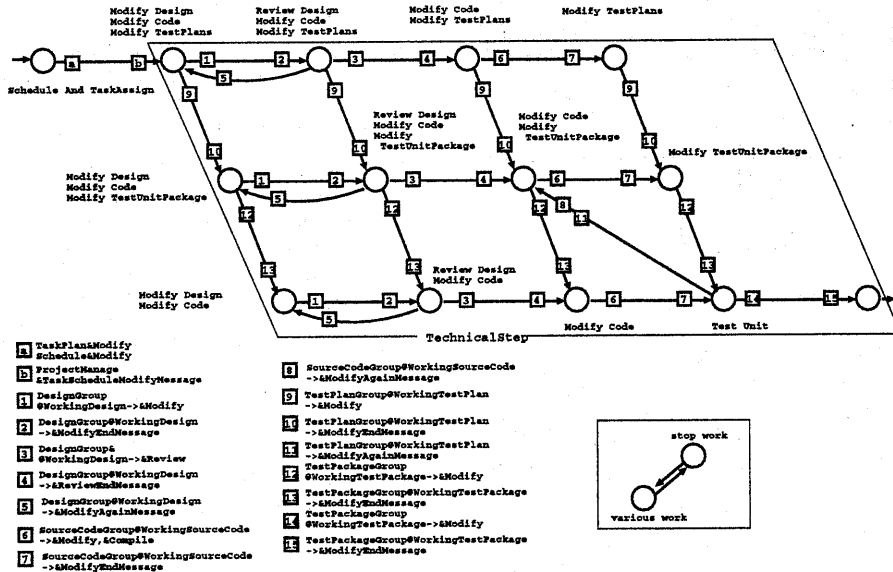 Modify Design
Modify Code
Modify TestPlans
Review Design
Modify Code
Modify TestPlans
Modify Code
Modify TestPlans
Modify TestPlans
a
b
1
2
3
4
6
7
5
Schedule And TaskAssign
9
9
9
9
Review Design
Modify Code
Modify
TestUnitPackage
Modify Code
Modify
TestUnitPackage
10
10
10
10
Modify TestUnitPackage
Modify Design
Modify Code
Modify TestUnitPackage
1
2
3
4
6
7
5
8
11
12
12
12
12
13
13
13
13
Review Design
Modify Code
Modify Design
Modify Code
1
2
3
4
6
7
14
15
5
Modify Code
Test Unit
TechnicalStep
a TaskPlan&Modify
Schedule&Modify
b ProjectManage
&TaskScheduleModifyMessage
1 DesignGroup
@WorkingDesign->&Modify
2 DesignGroup@WorkingDesign
->&ModifyEndMessage
3 DesignGroup&
@WorkingDesign->&Review
4 DesignGroup@WorkingDesign
->&ReviewEndMessage
5 DesignGroup@WorkingDesign
->&ModifyAgainMessage
6 SourceCodeGroup@WorkingSourceCode
->&Modify,&Compile
7 SourceCodeGroup@WorkingSourceCode
->&ModifyEndMessage
8 SourceCodeGroup@WorkingSourceCode
->&ModifyAgainMessage
9 TestPlanGroup@WorkingTestPlan
->&Modify
10 TestPlanGroup@WorkingTestPlan
->&ModifyEndMessage
11 TestPlanGroup@WorkingTestPlan
->&ModifyAgainMessage
12 TestPackageGroup
@WorkingTestPackage->&Modify
13 TestPackageGroup@WorkingTestPackage
->&ModifyEndMessage
14 TestPackageGroup
@WorkingTestPackage->&Modify
15 TestPackageGroup@WorkingTestPackage
->&ModifyEndMessage
stop work
various work